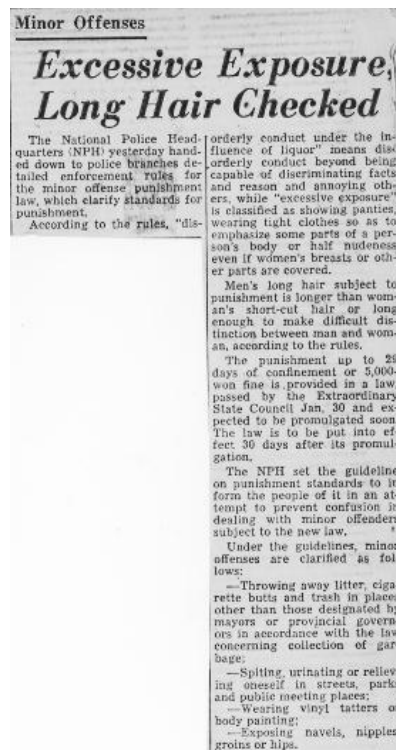 Minor Offenses
Excessive Exposure,
Long Hair Checked
The National Police Head-
quarters (NPH) yesterday hand-
ed down to police branches de-
tailed enforcement rules for
the minor offense punishment
law, which clarify standards for
punishment.
According to the rules, "dis-
orderly conduct under the in-
fluence of liquor" means dis-
orderly conduct beyond being
capable of discriminating facts
and reason and annoying oth-
ers, while "excessive exposure"
is classified as showing panties,
wearing tight clothes so as to
emphasize some parts of a per-
son's body or half nudeness
even if women's breasts or oth-
er parts are covered.
Men's long hair subject to
punishment is longer than wom-
an's short-cut hair or long
enough to make difficult dis-
tinction between man and wom-
an, according to the rules.
The punishment up to 29
days of confinement or 5,000-
won fine is provided in a law
passed by the Extraordinary
State Council Jan. 30 and ex-
pected to be promulgated soon
The law is to be put into ef
fect 30 days after its promul-
gation.
The NPH set the guideline
on punishment standards to in
form the people of it in an at-
tempt to prevent confusion in
dealing with minor offenders
subject to the new law.
Under the guidelines, minor
offenses are clarified as fol
lows:
—Throwing away litter, ciga
rette butts and trash in places
other than those designated by
mayors or provincial govern
ors in accordance with the law
concerning collection of gar
bage;
—Spiting, urinating or reliev
ing oneself in streets, park
and public meeting places;
—Wearing vinyl tatters or
body painting;
—Exposing navels, nipples
groins or hips.